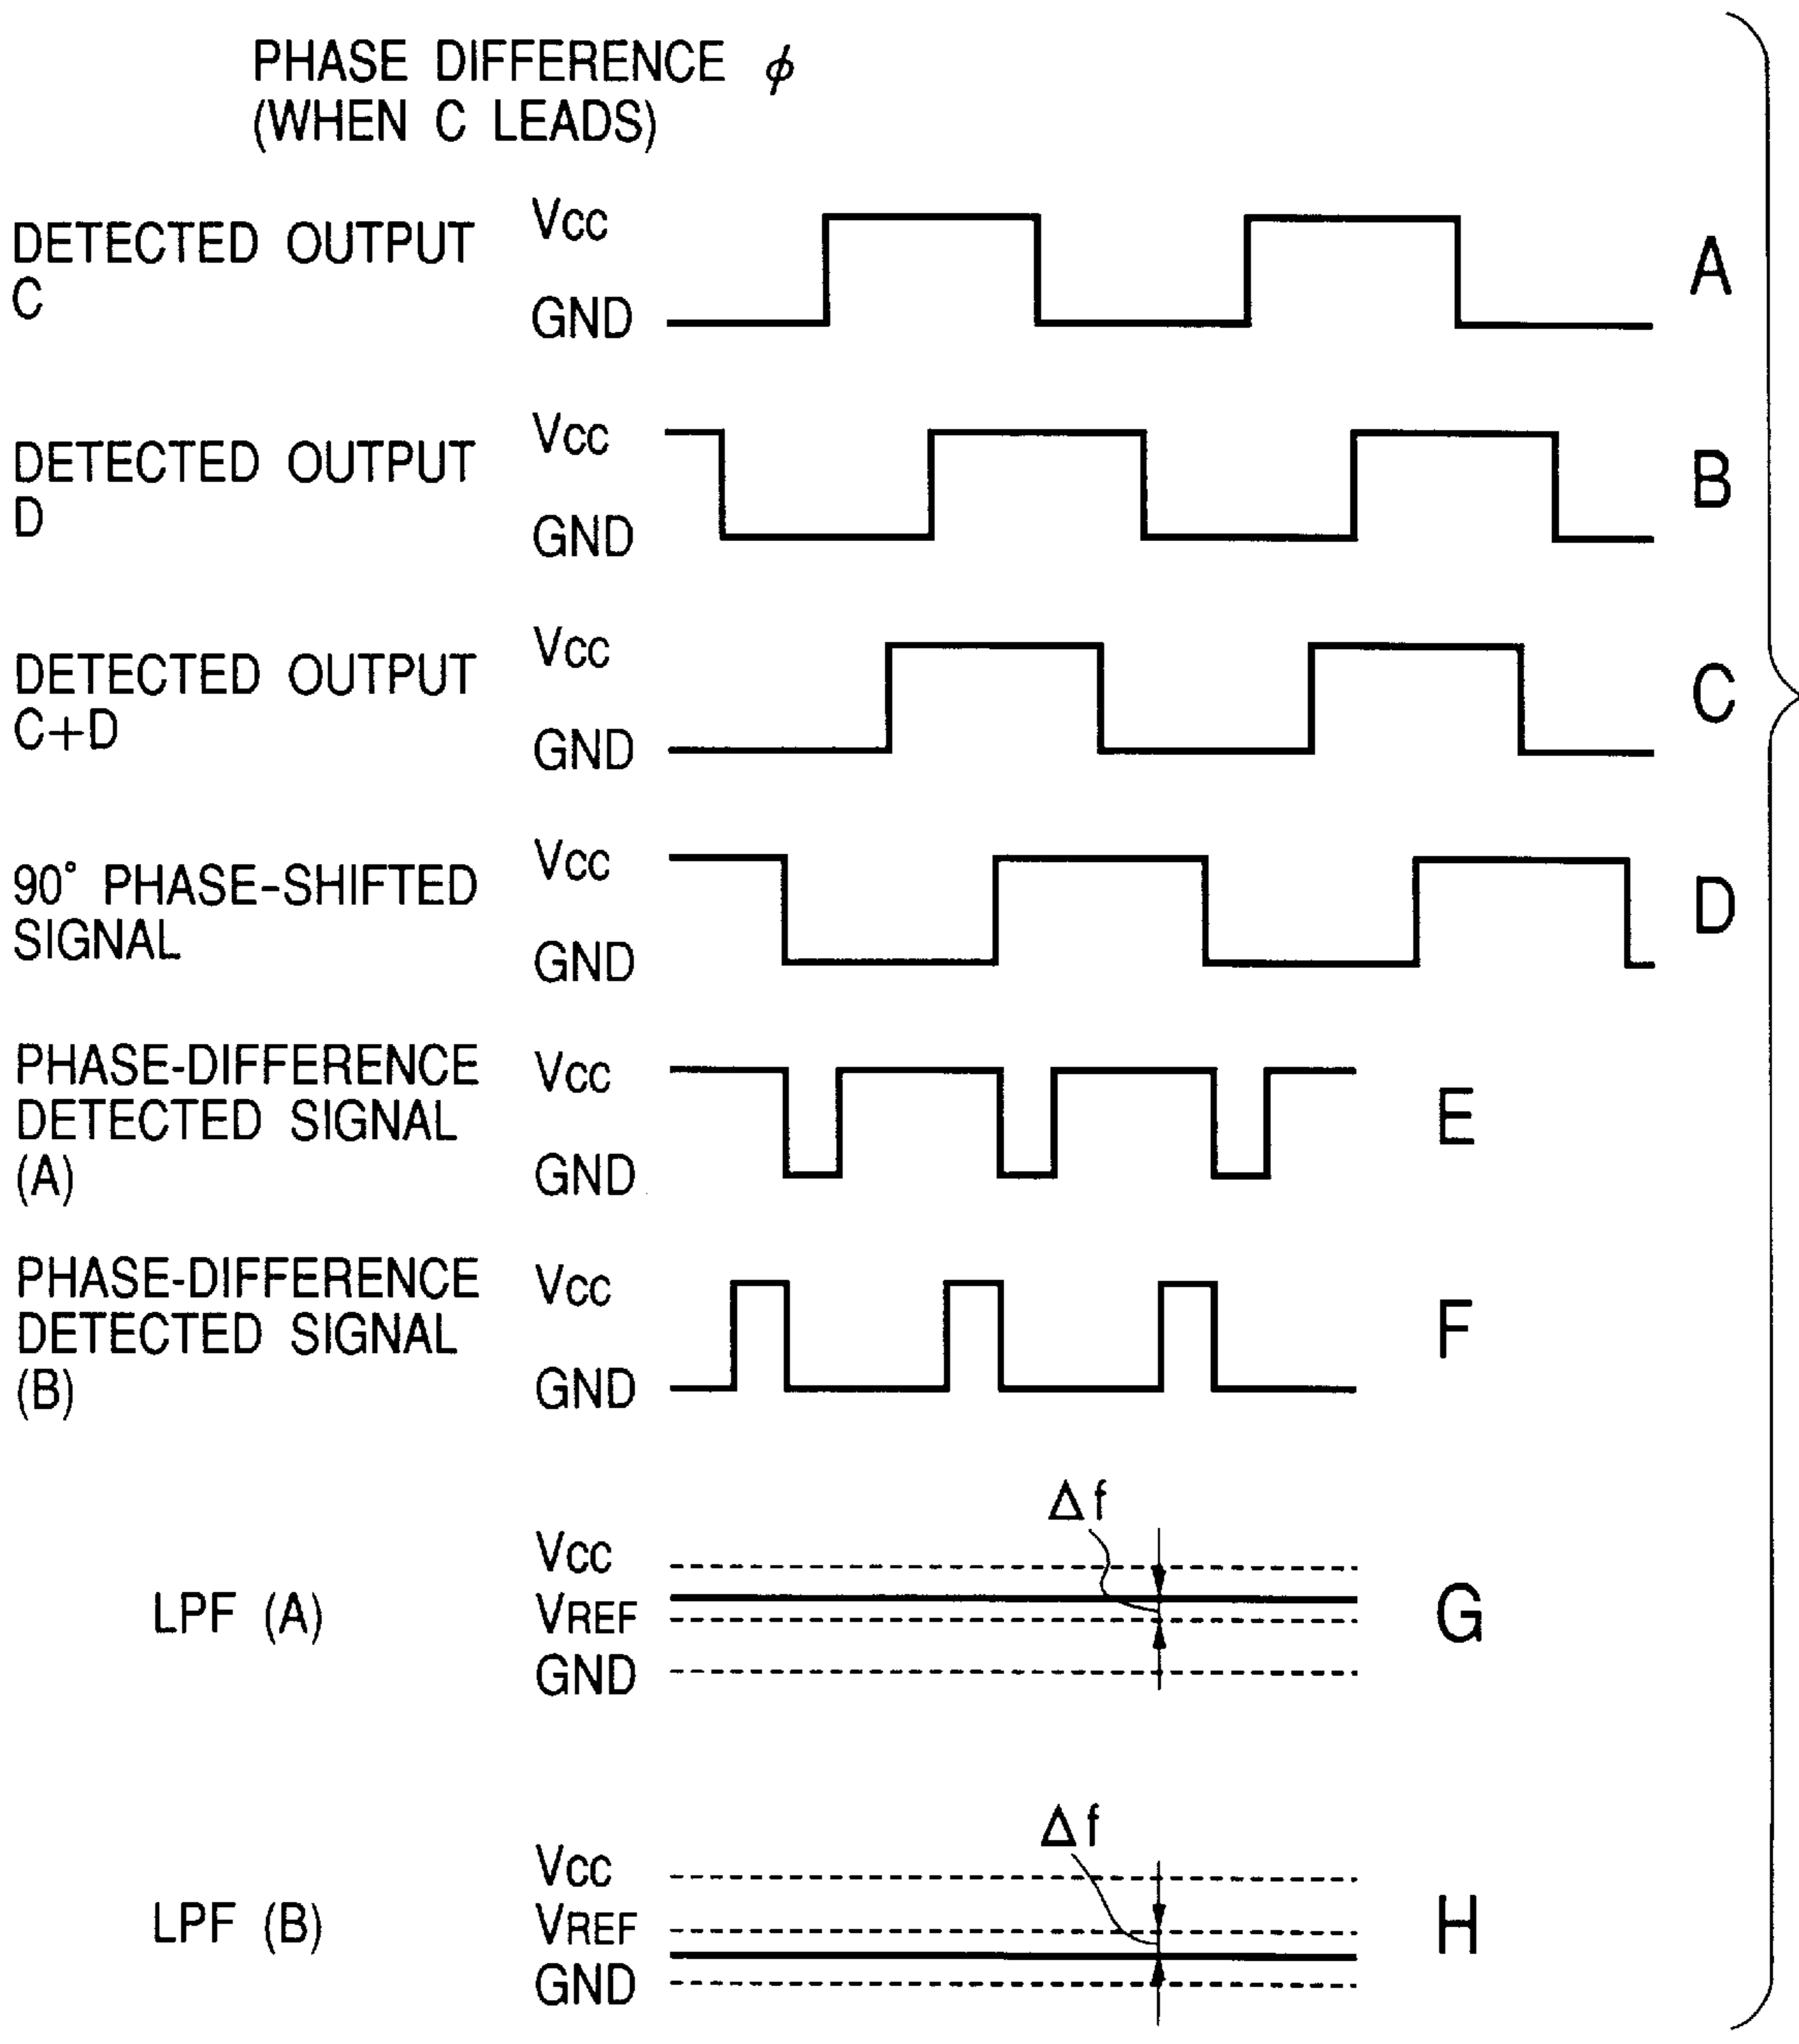 PHASE DIFFERENCE ϕ
(WHEN C LEADS)
DETECTED OUTPUT
C
Vcc
GND
A
DETECTED OUTPUT
D
Vcc
GND
B
DETECTED OUTPUT
C+D
Vcc
GND
C
90° PHASE-SHIFTED
SIGNAL
Vcc
GND
D
PHASE-DIFFERENCE
DETECTED SIGNAL
(A)
Vcc
GND
E
PHASE-DIFFERENCE
DETECTED SIGNAL
(B)
Vcc
GND
F
LPF (A)
Vcc
VREF
GND
Δf
G
LPF (B)
Vcc
VREF
GND
Δf
H